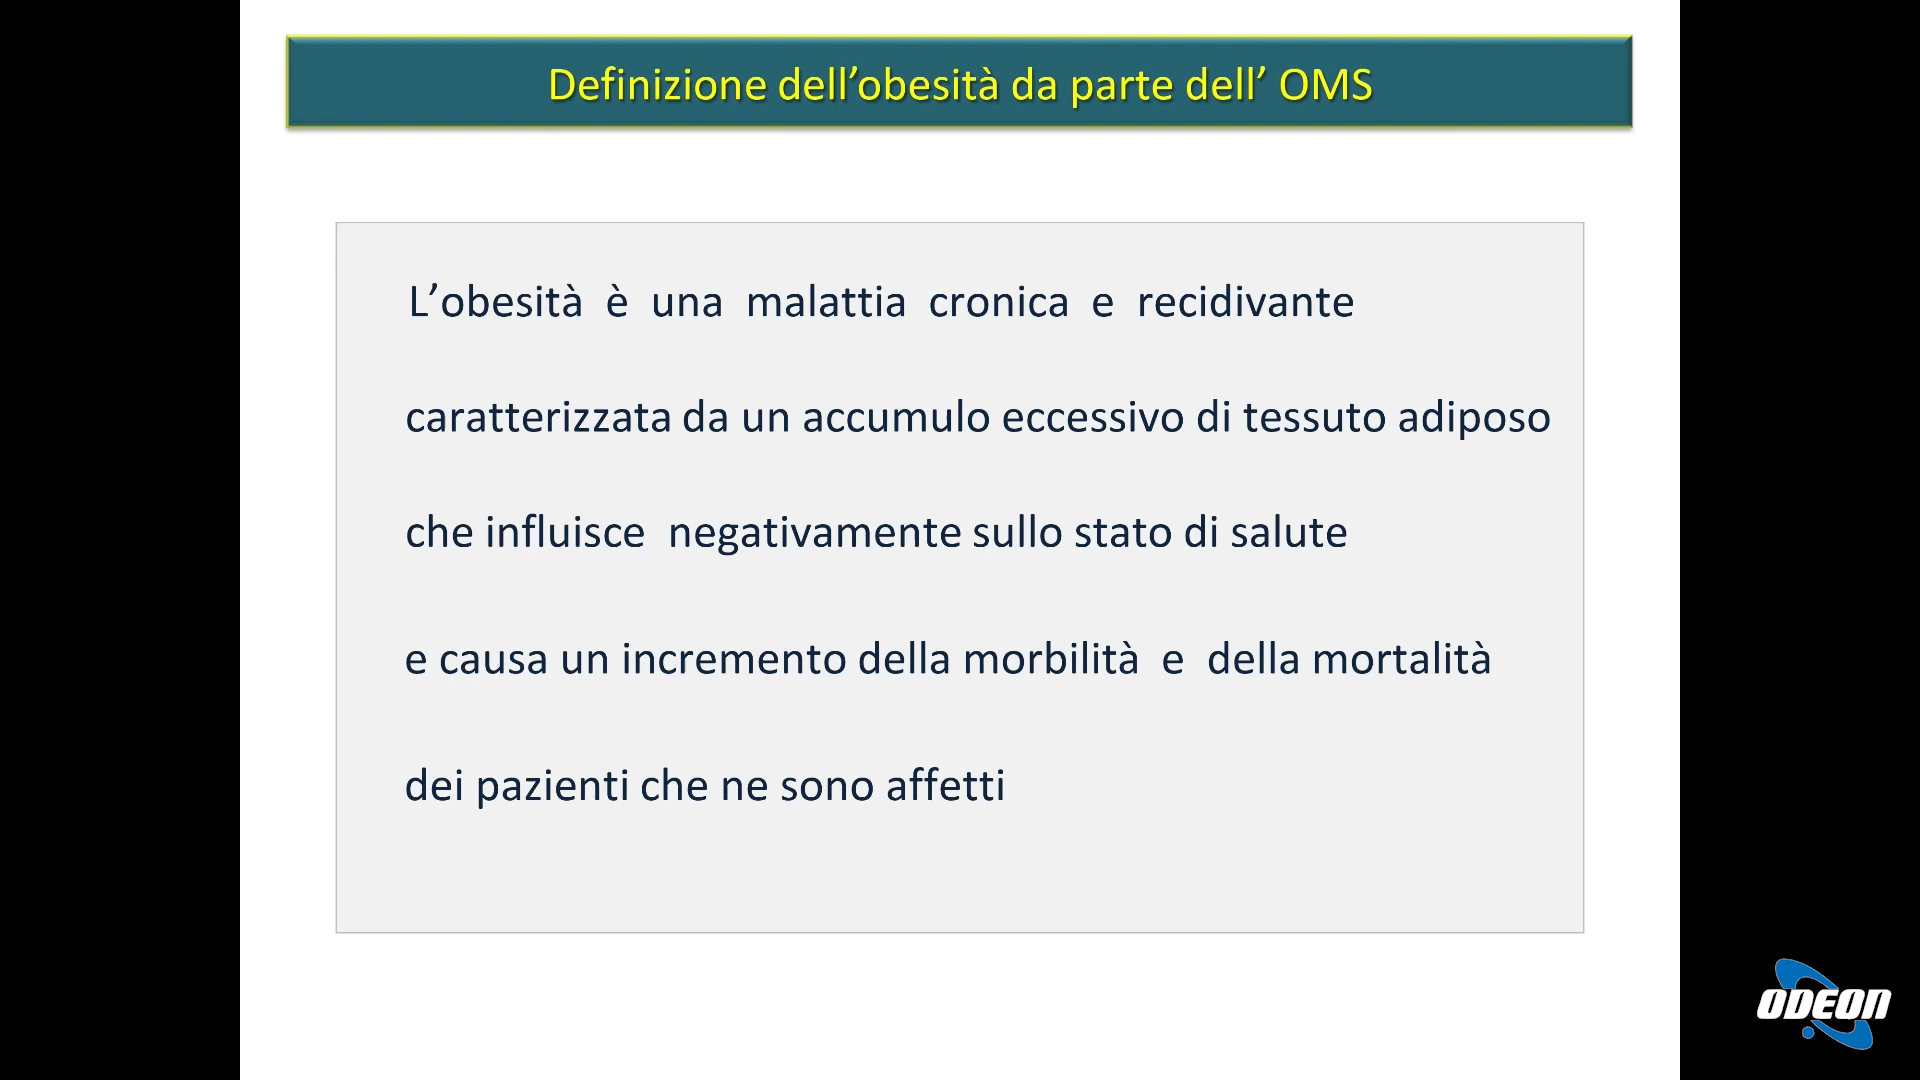 Definizione dell’obesità da parte dell’ OMS
L’obesità è una malattia cronica e recidivante
caratterizzata da un accumulo eccessivo di tessuto adiposo
che influisce negativamente sullo stato di salute
e causa un incremento della morbilità e della mortalità
dei pazienti che ne sono affetti
ODEON